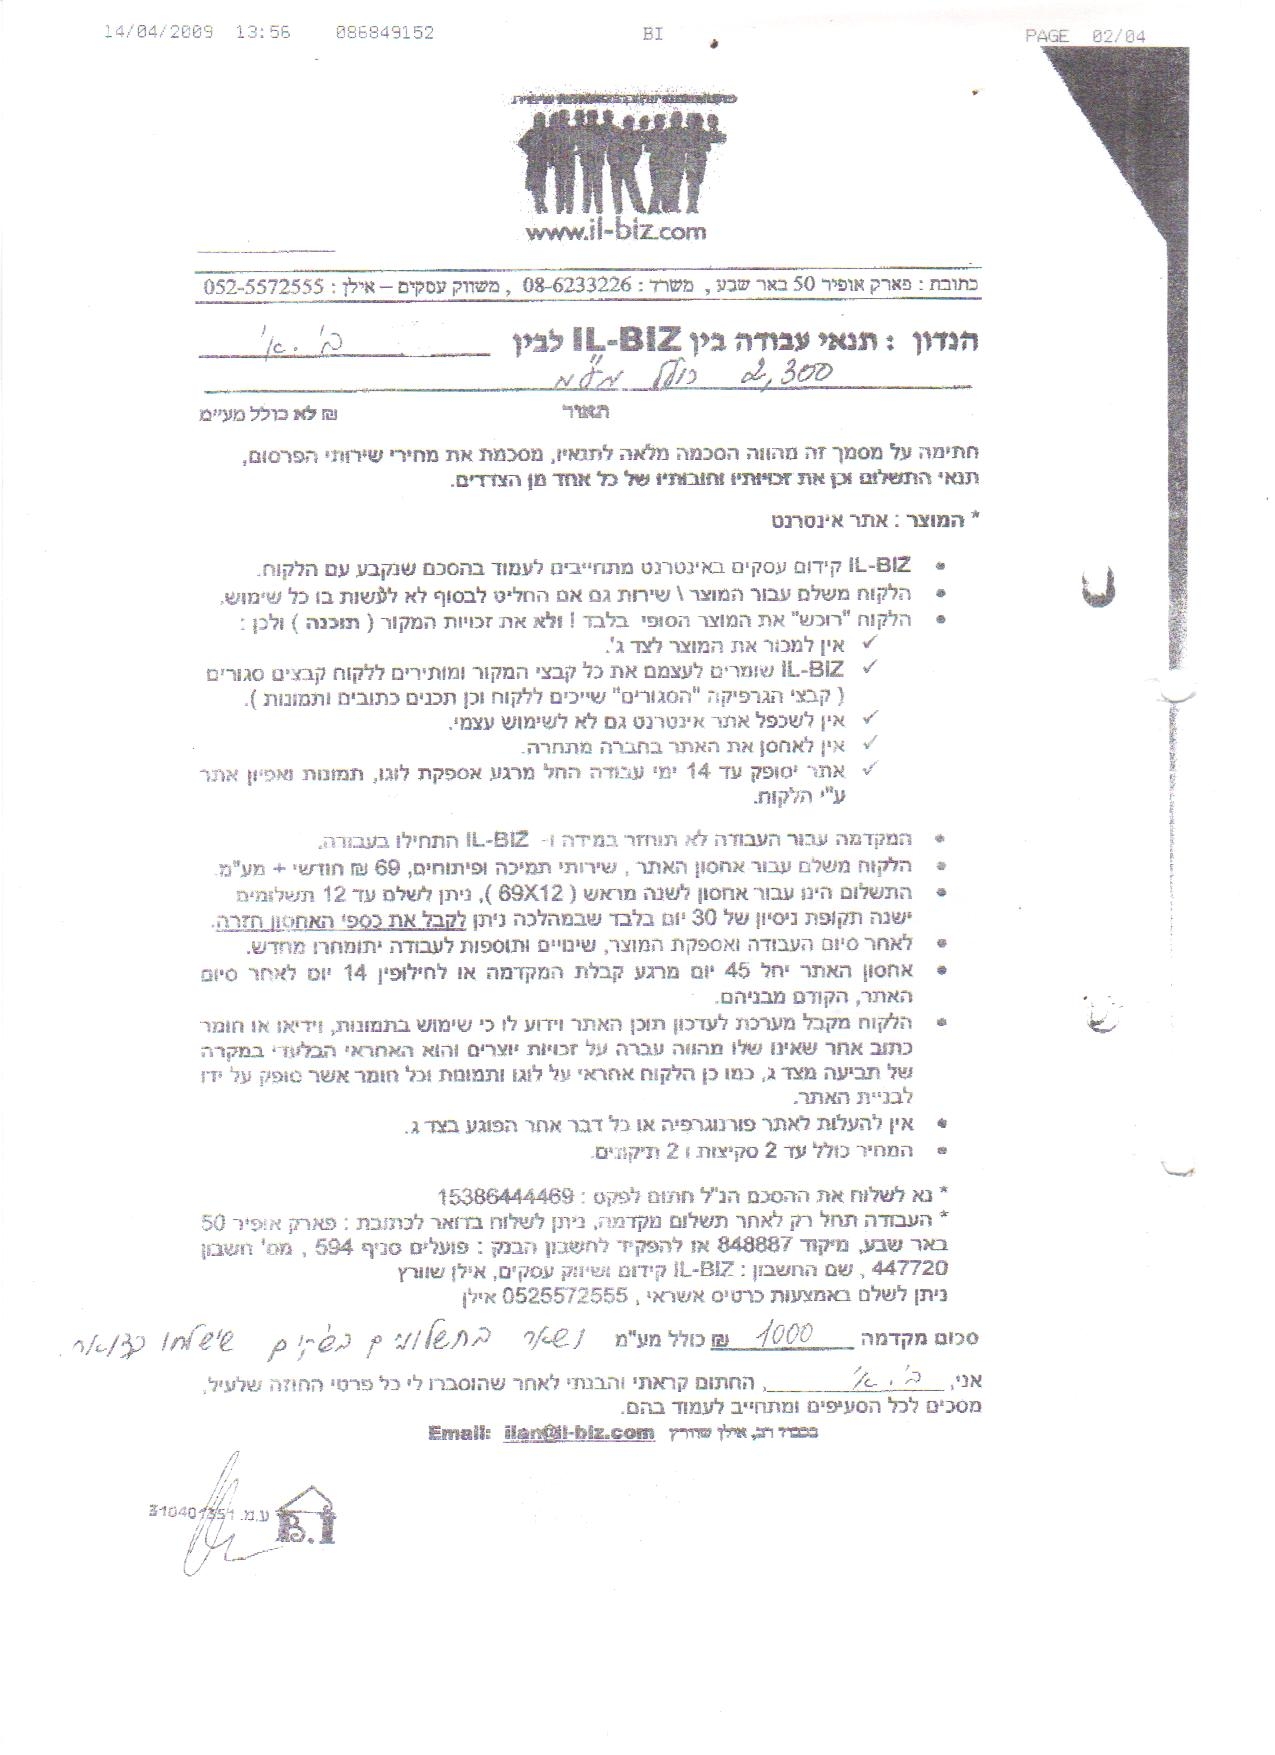 14/04/2009 13:56 086849152 BI PAGE 02/04
www.il-biz.com
כתובת : פארק אופיר 50 באר שבע , משרד : 08-6233226 , משווק עסקים – אילן : 052-5572555
הנדון : תנאי עבודה בין IL-BIZ לבין ב'. אי'
2,300 כולל מע"מ
תאור ₪ לא כולל מע"מ
חתימה על מסמך זה מהווה הסכמה מלאה לתנאיו, מסכמת את מחירי שירותי הפרסום,
תנאי התשלום וכן את זכויותיו וחובותיו של כל אחד מן הצדדים.
* המוצר : אתר אינטרנט
• IL-BIZ קידום עסקים באינטרנט מתחייבים לעמוד בהסכם שנקבע עם הלקוח.
• הלקוח משלם עבור המוצר \ שירות גם אם החליט לבסוף לא לעשות בו כל שימוש.
• הלקוח "רוכש" את המוצר הסופי בלבד ! ולא את זכויות המקור ( תוכנה ) ולכן :
✓ אין למכור את המוצר לצד ג'.
✓ IL-BIZ שומרים לעצמם את כל קבצי המקור ומותירים ללקוח קבצים סגורים
( קבצי הגרפיקה "הסגורים" שייכים ללקוח וכן תכנים כתובים ותמונות ).
✓ אין לשכפל אתר אינטרנט גם לא לשימוש עצמי.
✓ אין לאחסן את האתר בחברה מתחרה.
✓ אתר יסופק עד 14 ימי עבודה החל מרגע אספקת לוגו, תמונות ואפיון אתר
ע"י הלקוח.
• המקדמה עבור העבודה לא תוחזר במידה ו- IL-BIZ התחילו בעבודה.
• הלקוח משלם עבור אחסון האתר , שירותי תמיכה ופיתוחים, 69 ₪ חודשי + מע"מ
• התשלום הינו עבור אחסון לשנה מראש ( 69X12 ), ניתן לשלם עד 12 תשלומים
ישנה תקופת ניסיון של 30 יום בלבד שבמהלכה ניתן לקבל את כספי האחסון חזרה.
• לאחר סיום העבודה ואספקת המוצר, שינויים ותוספות לעבודה יתומחרו מחדש.
• אחסון האתר יחל 45 יום מרגע קבלת המקדמה או לחילופין 14 יום לאחר סיום
האתר, הקודם מבניהם.
• הלקוח מקבל מערכת לעדכון תוכן האתר וידוע לו כי שימוש בתמונות, וידיאו או חומר
כתוב אחר שאינו שלו מהווה עברה על זכויות יוצרים והוא האחראי הבלעדי במקרה
של תביעה מצד ג, כמו כן הלקוח אחראי על לוגו ותמונות וכל חומר אשר סופק על ידו
לבניית האתר.
• אין להעלות לאתר פורנוגרפיה או כל דבר אחר הפוגע בצד ג.
• המחיר כולל עד 2 סקיצות ו 2 תיקונים.
* נא לשלוח את ההסכם הנ"ל חתום לפקס : 15386444469
* העבודה תחל רק לאחר תשלום מקדמה, ניתן לשלוח בדואר לכתובת : פארק אופיר 50
באר שבע, מיקוד 848887 או להפקיד לחשבון הבנק : פועלים סניף 594 , מס' חשבון
447720 , שם החשבון : IL-BIZ קידום ושיווק עסקים, אילן שוורץ
ניתן לשלם באמצעות כרטיס אשראי , 0525572555 אילן
סכום מקדמה 1000 ₪ כולל מע"מ נשאר בתשלומים בשקים שישלחו בדואר.
אני, ב'. אי', החתום קראתי והבנתי לאחר שהוסברו לי כל פרטי החוזה שלעיל,
מסכים לכל הסעיפים ומתחייב לעמוד בהם.
בכבוד רב, אילן שוורץ Email: ilan@il-biz.com
B.I ע.מ. 310401351